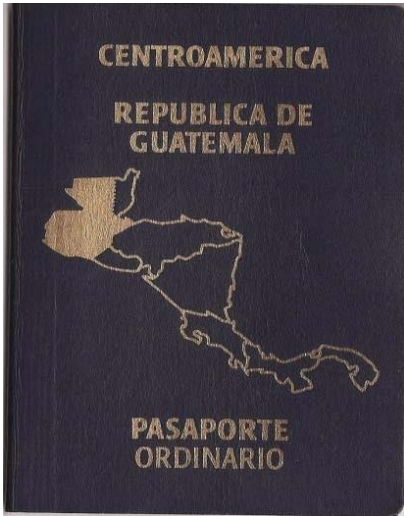 CENTROAMERICA
REPUBLICA DE
GUATEMALA
PASAPORTE
ORDINARIO